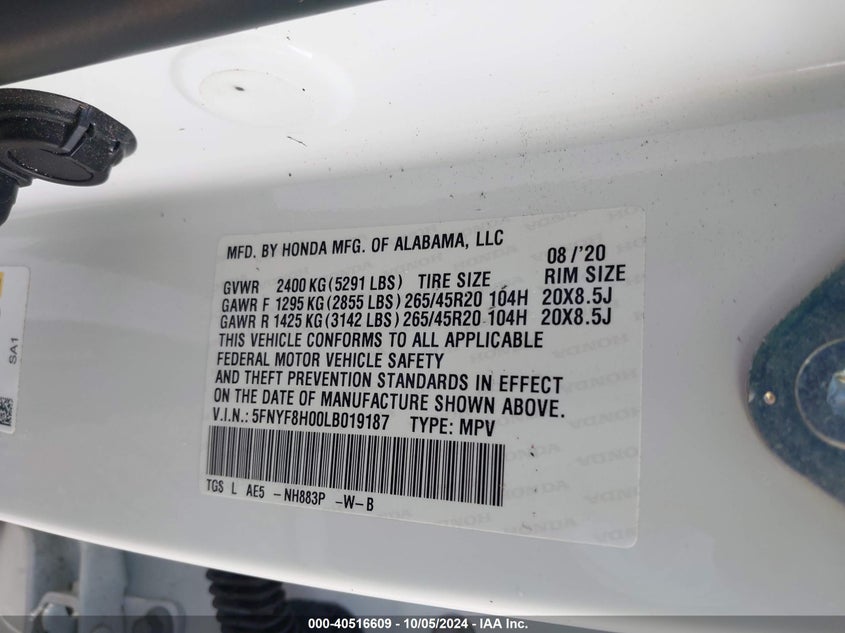 MFD. BY HONDA MFG. OF ALABAMA, LLC 08/'20
GVWR 2400 KG(5291 LBS) TIRE SIZE RIM SIZE
GAWR F 1295 KG(2855 LBS)265/45R20 104H 20X8.5J
GAWR R 1425 KG(3142 LBS)265/45R20 104H 20X8.5J
THIS VEHICLE CONFORMS TO ALL APPLICABLE
FEDERAL MOTOR VEHICLE SAFETY
AND THEFT PREVENTION STANDARDS IN EFFECT
ON THE DATE OF MANUFACTURE SHOWN ABOVE.
V.I.N.: 5FNYF8H00LB019187 TYPE: MPV
TGS L AE5 -NH883P -W-B
SA1
000-40516609 - 10/05/2024 - IAA Inc.